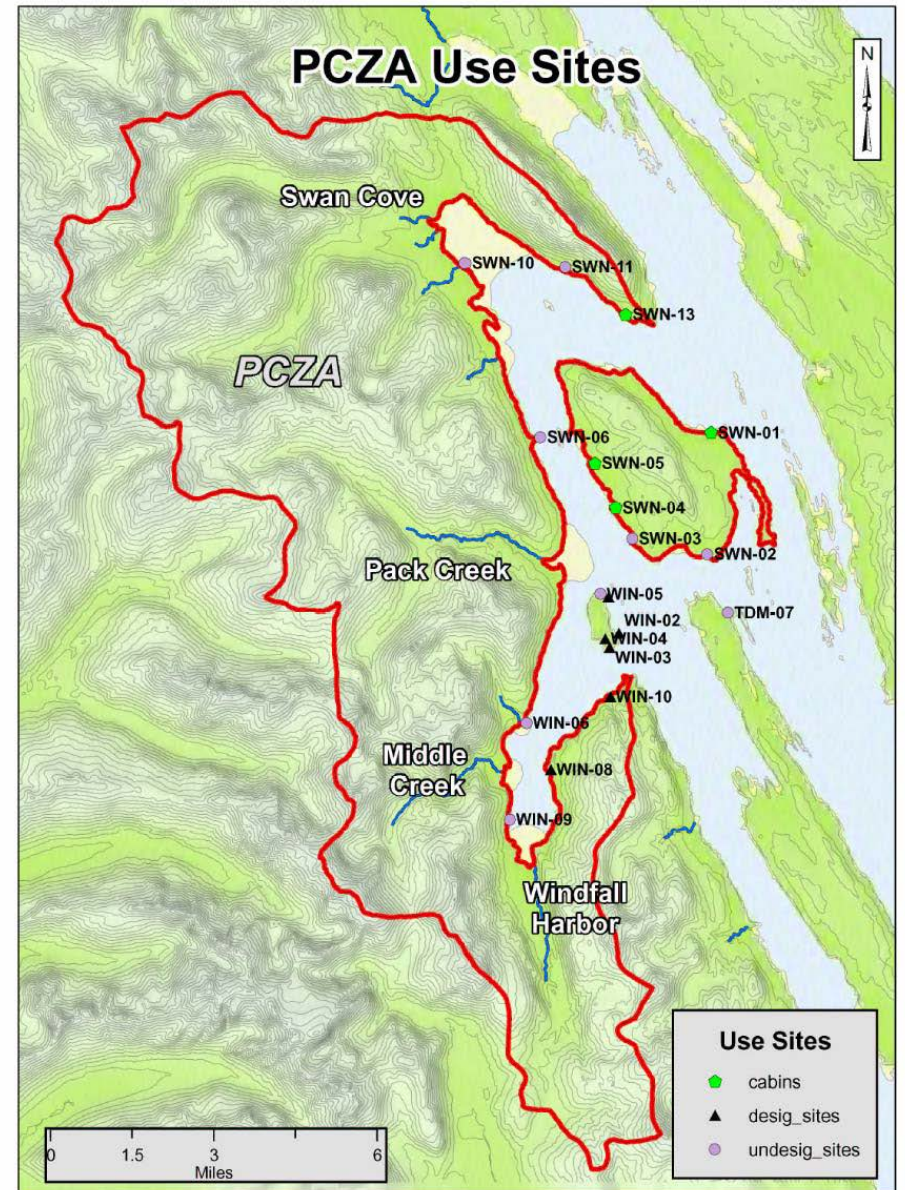 PCZA Use Sites
N
Swan Cove
SWN-10
SWN-11
SWN-13
PCZA
SWN-01
SWN-06
SWN-05
SWN-04
SWN-03
SWN-02
Pack Creek
WIN-05
TDM-07
WIN-02
WIN-04
WIN-03
WIN-10
WIN-06
Middle
Creek
WIN-08
WIN-09
Windfall
Harbor
Use Sites
cabins
desig_sites
undesig_sites
0 1.5 3 6
Miles